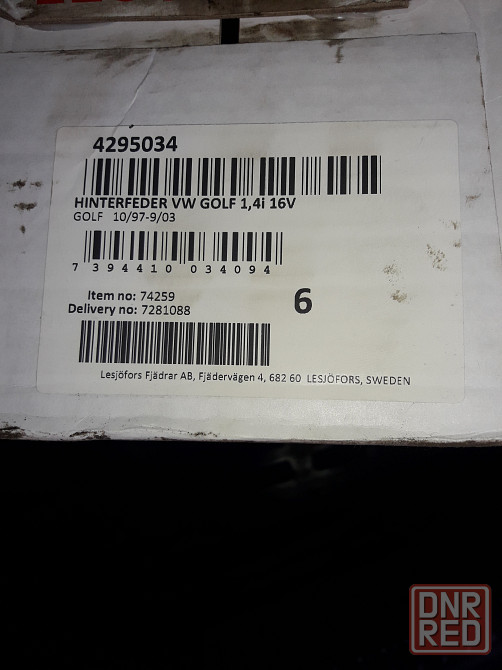 4295034
HINTERFEDER VW GOLF 1,4i 16V
GOLF 10/97-9/03
7 394410 034094
Item no: 74259
6
Delivery no: 7281088
Lesjöfors Fjädrar AB, Fjädervägen 4, 682 60 LESJÖFORS, SWEDEN
DNR
RED